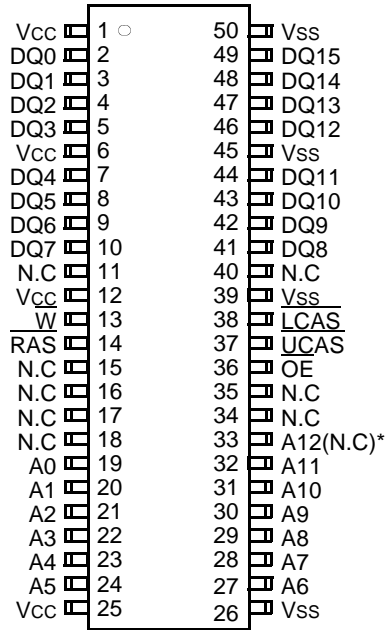 Vcc 1 50 Vss
DQ0 2 49 DQ15
DQ1 3 48 DQ14
DQ2 4 47 DQ13
DQ3 5 46 DQ12
Vcc 6 45 Vss
DQ4 7 44 DQ11
DQ5 8 43 DQ10
DQ6 9 42 DQ9
DQ7 10 41 DQ8
N.C 11 40 N.C
Vcc 12 39 Vss
W 13 38 LCAS
RAS 14 37 UCAS
N.C 15 36 OE
N.C 16 35 N.C
N.C 17 34 N.C
N.C 18 33 A12(N.C)*
A0 19 32 A11
A1 20 31 A10
A2 21 30 A9
A3 22 29 A8
A4 23 28 A7
A5 24 27 A6
Vcc 25 26 Vss